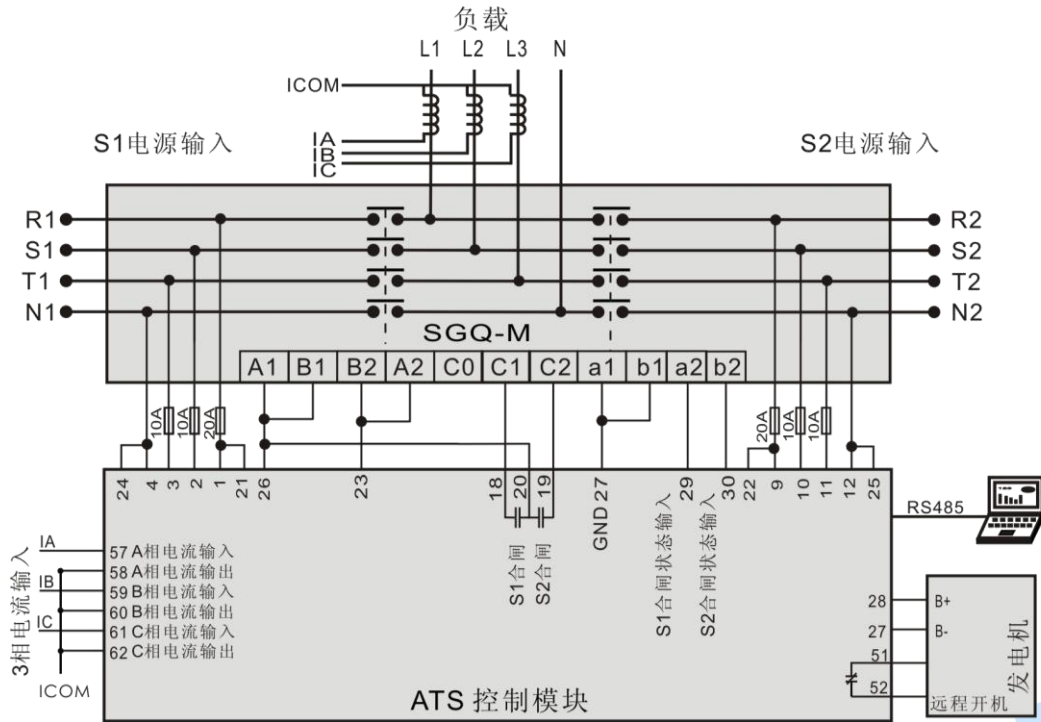 负载
L1 L2 L3 N
ICOM
IA
IB
IC
S1电源输入
S2电源输入
R1
S1
T1
N1
R2
S2
T2
N2
SGQ-M
A1 B1 B2 A2 C0 C1 C2 a1 b1 a2 b2
10A 10A 20A
20A 10A 10A
24 4 3 2 1 21 26 23 18 20 19 GND 27 29 30 22 9 10 11 12 25
S1合闸
S2合闸
S1合闸状态输入
S2合闸状态输入
RS485
3相电流输入
IA
IB
IC
ICOM
57 A相电流输入
58 A相电流输出
59 B相电流输入
60 B相电流输出
61 C相电流输入
62 C相电流输出
ATS 控制模块
28 B+
27 B-
51
52
远程开机
发电机